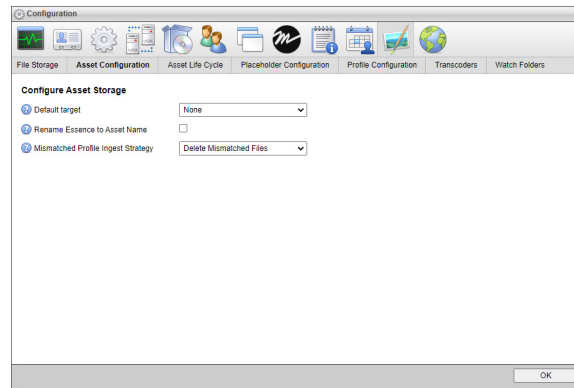 Configuration
File Storage Asset Configuration Asset Life Cycle Placeholder Configuration Profile Configuration Transcoders Watch Folders
Configure Asset Storage
Default target None
Rename Essence to Asset Name
Mismatched Profile Ingest Strategy Delete Mismatched Files
OK